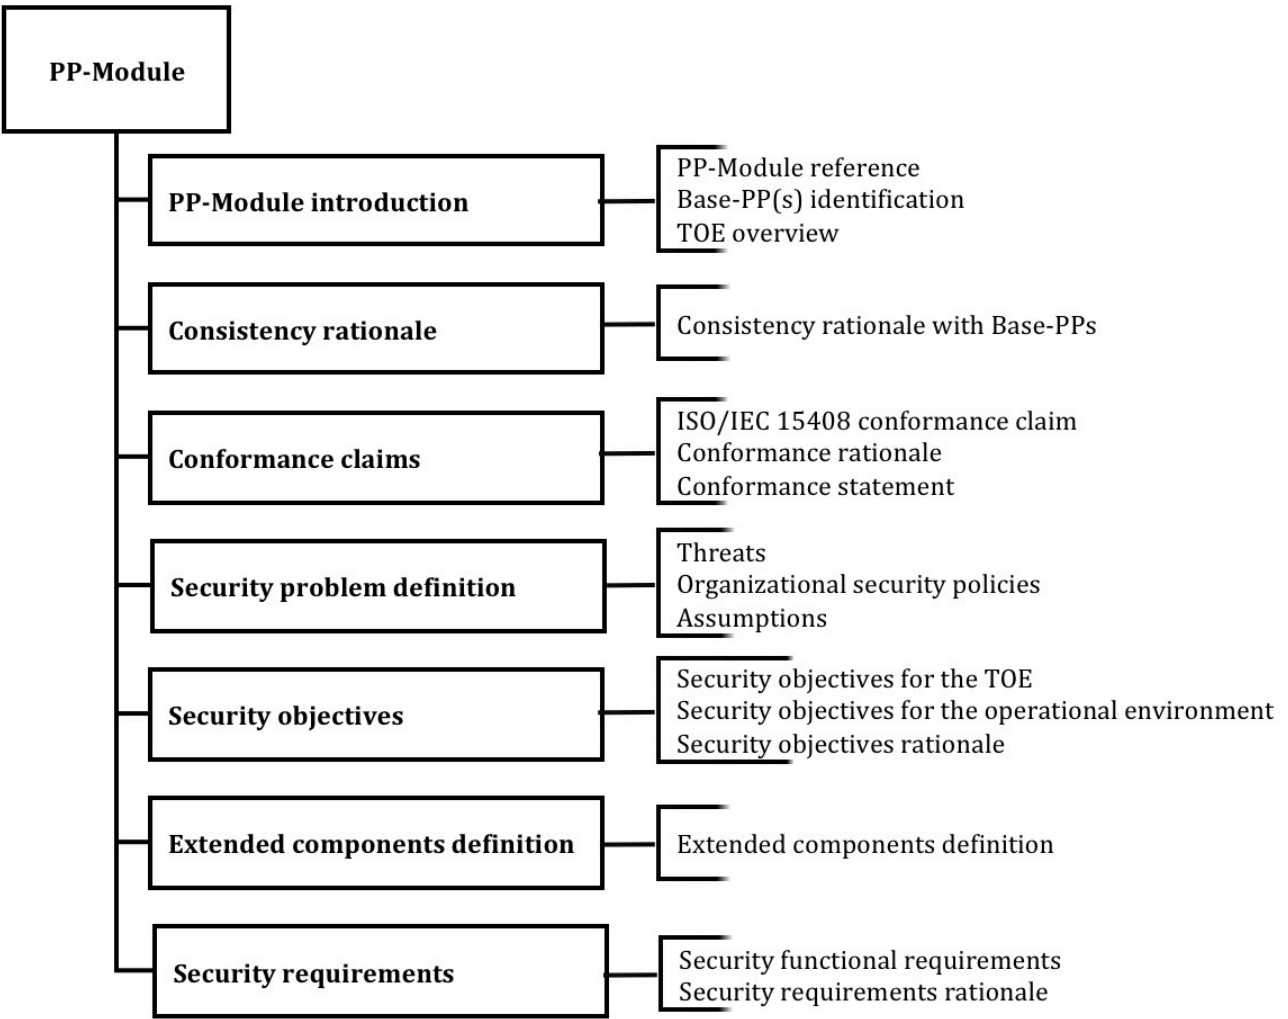 PP-Module
PP-Module introduction
PP-Module reference
Base-PP(s) identification
TOE overview
Consistency rationale
Consistency rationale with Base-PPs
Conformance claims
ISO/IEC 15408 conformance claim
Conformance rationale
Conformance statement
Security problem definition
Threats
Organizational security policies
Assumptions
Security objectives
Security objectives for the TOE
Security objectives for the operational environment
Security objectives rationale
Extended components definition
Extended components definition
Security requirements
Security functional requirements
Security requirements rationale